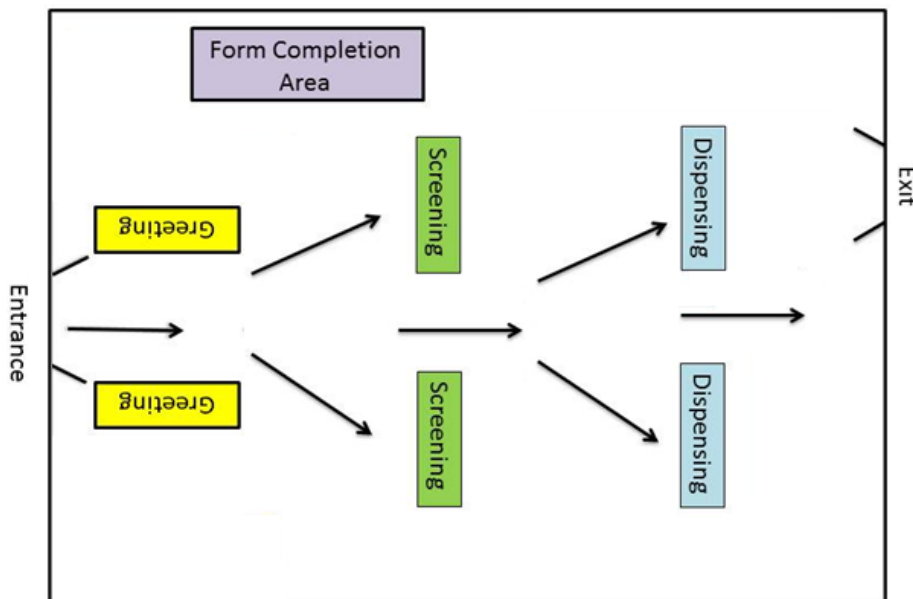 Form Completion
Area
Entrance
Greeting
Greeting
Screening
Screening
Dispensing
Dispensing
Exit